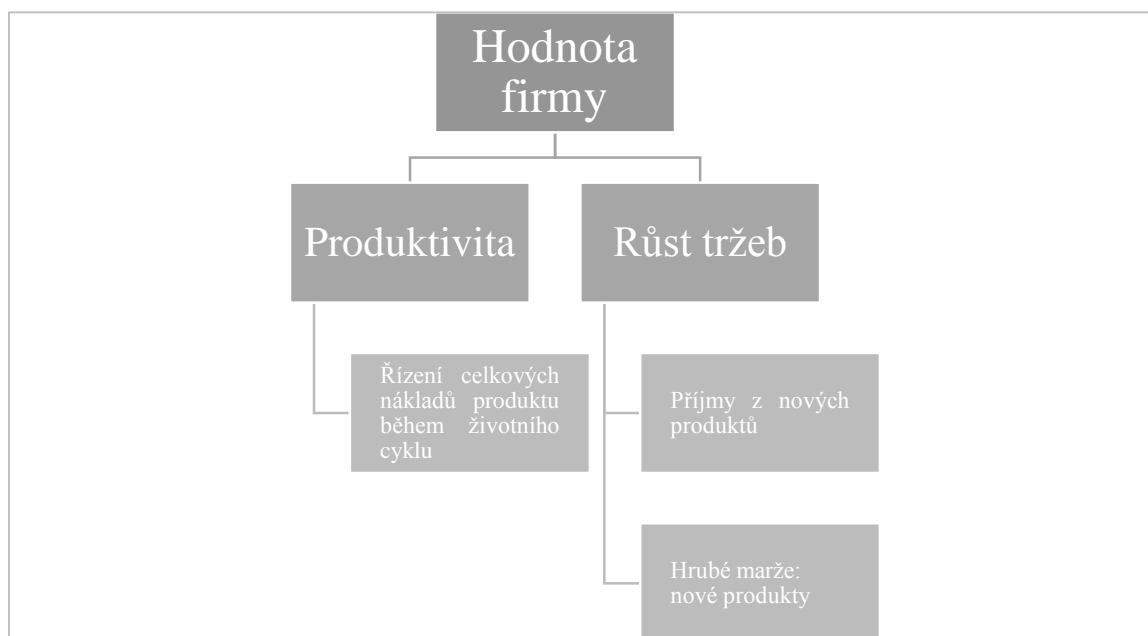 Hodnota
firmy
Produktivita
Růst tržeb
Řízení celkových
nákladů produktu
během životního
cyklu
Příjmy z nových
produktů
Hrubé marže:
nové produkty